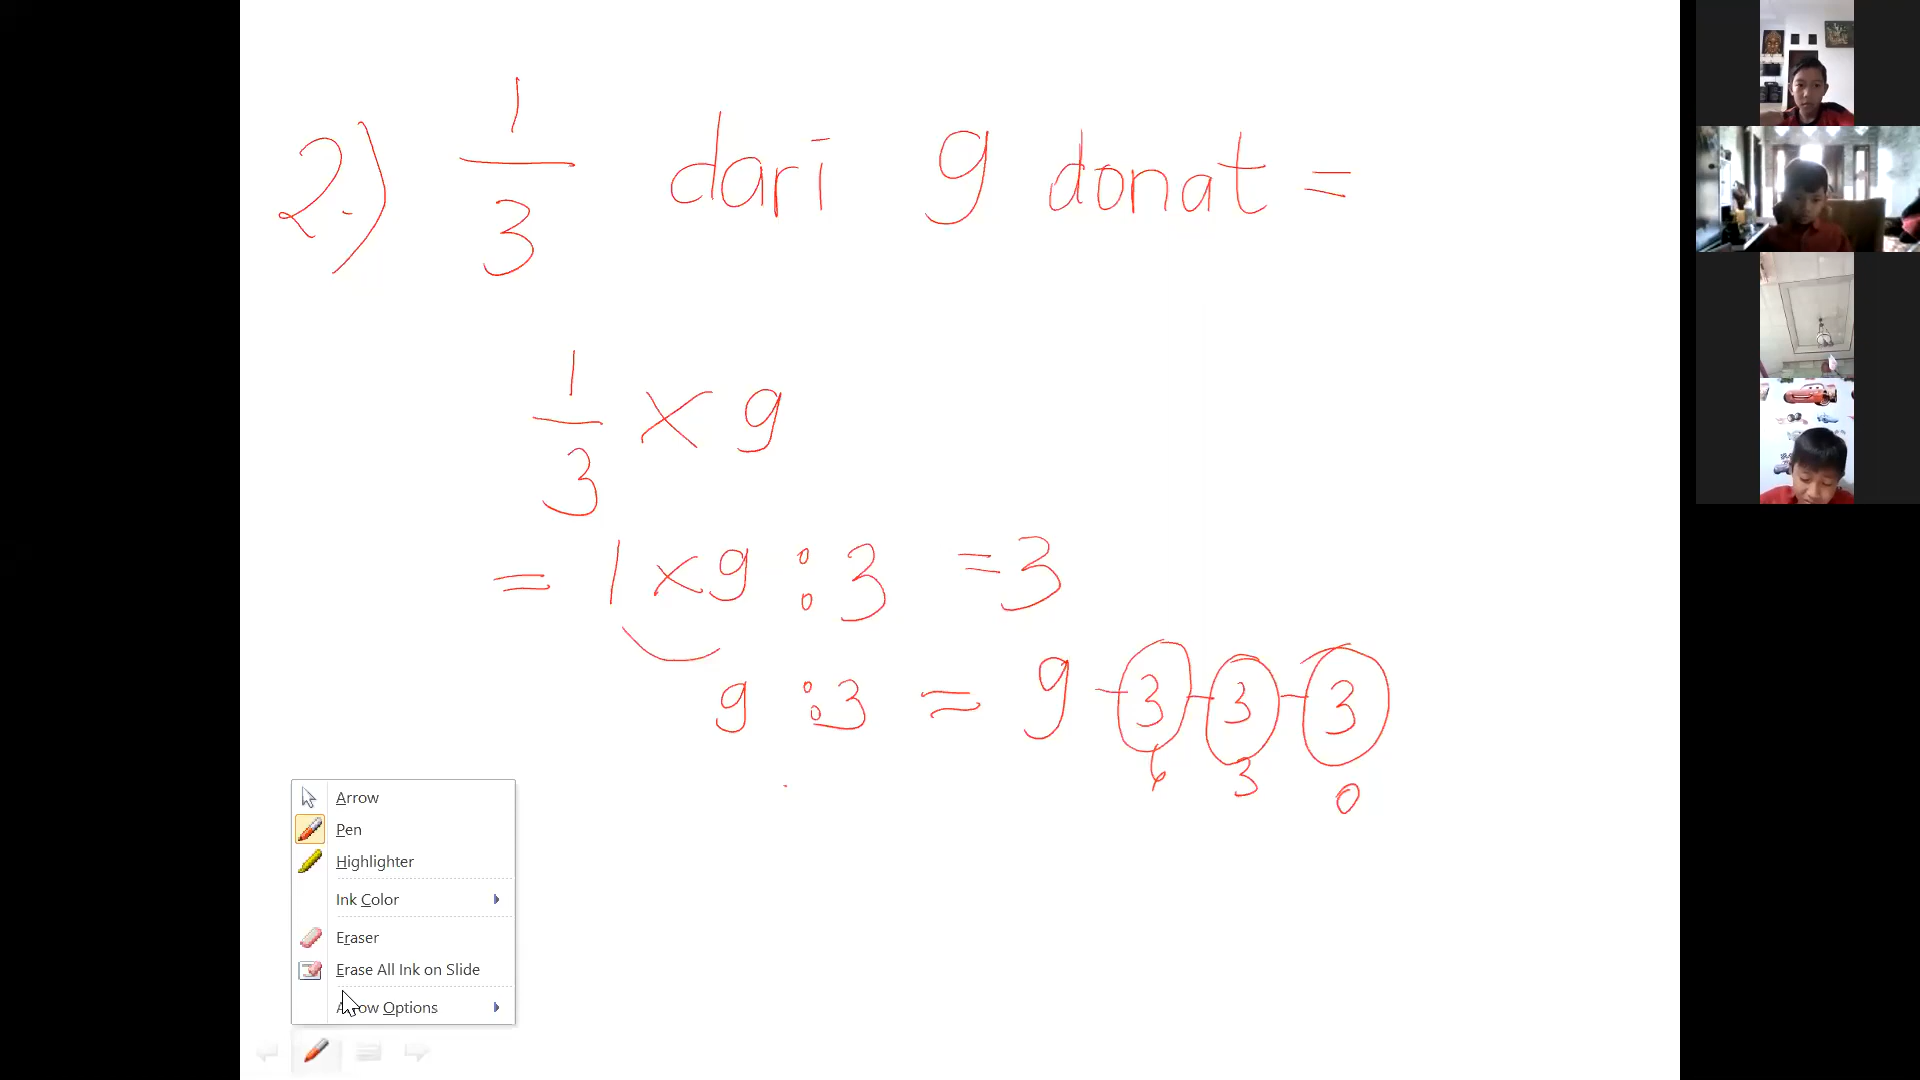 2.) 1/3 dari 9 donat =
1/3 × 9
= 1 × 9 : 3 = 3
9 : 3 = 9 - 3 - 3 - 3
6 3 0
Arrow
Pen
Highlighter
Ink Color
Eraser
Erase All Ink on Slide
Arrow Options